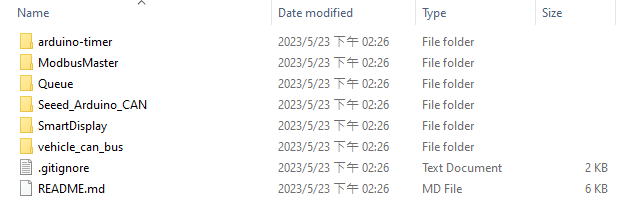 Name Date modified Type Size
arduino-timer 2023/5/23 下午 02:26 File folder
ModbusMaster 2023/5/23 下午 02:26 File folder
Queue 2023/5/23 下午 02:26 File folder
Seeed_Arduino_CAN 2023/5/23 下午 02:26 File folder
SmartDisplay 2023/5/23 下午 02:26 File folder
vehicle_can_bus 2023/5/23 下午 02:26 File folder
.gitignore 2023/5/23 下午 02:26 Text Document 2 KB
README.md 2023/5/23 下午 02:26 MD File 6 KB